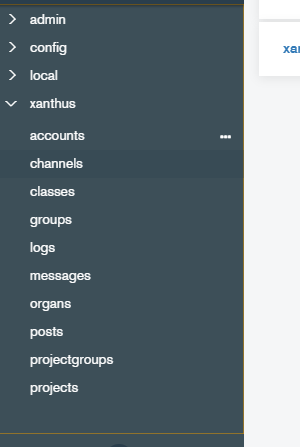 admin
config
local
xanthus
accounts
channels
classes
groups
logs
messages
organs
posts
projectgroups
projects